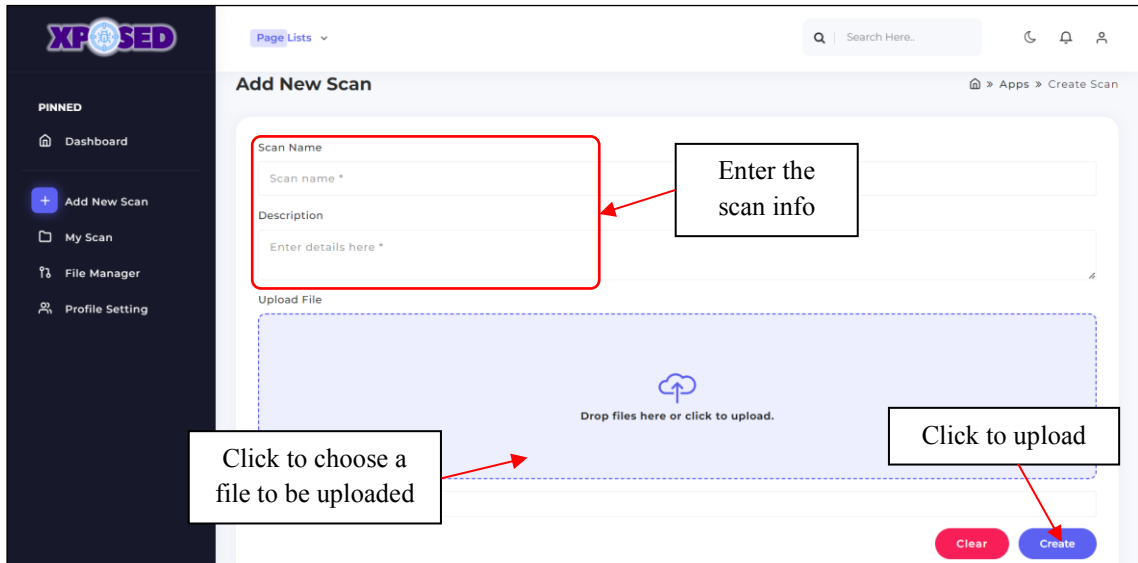 XPOSED
Page Lists
Search Here..
Add New Scan
» Apps » Create Scan
PINNED
Dashboard
Add New Scan
My Scan
File Manager
Profile Setting
Scan Name
Scan name *
Description
Enter details here *
Enter the
scan info
Upload File
Drop files here or click to upload.
Click to choose a
file to be uploaded
Click to upload
Clear
Create